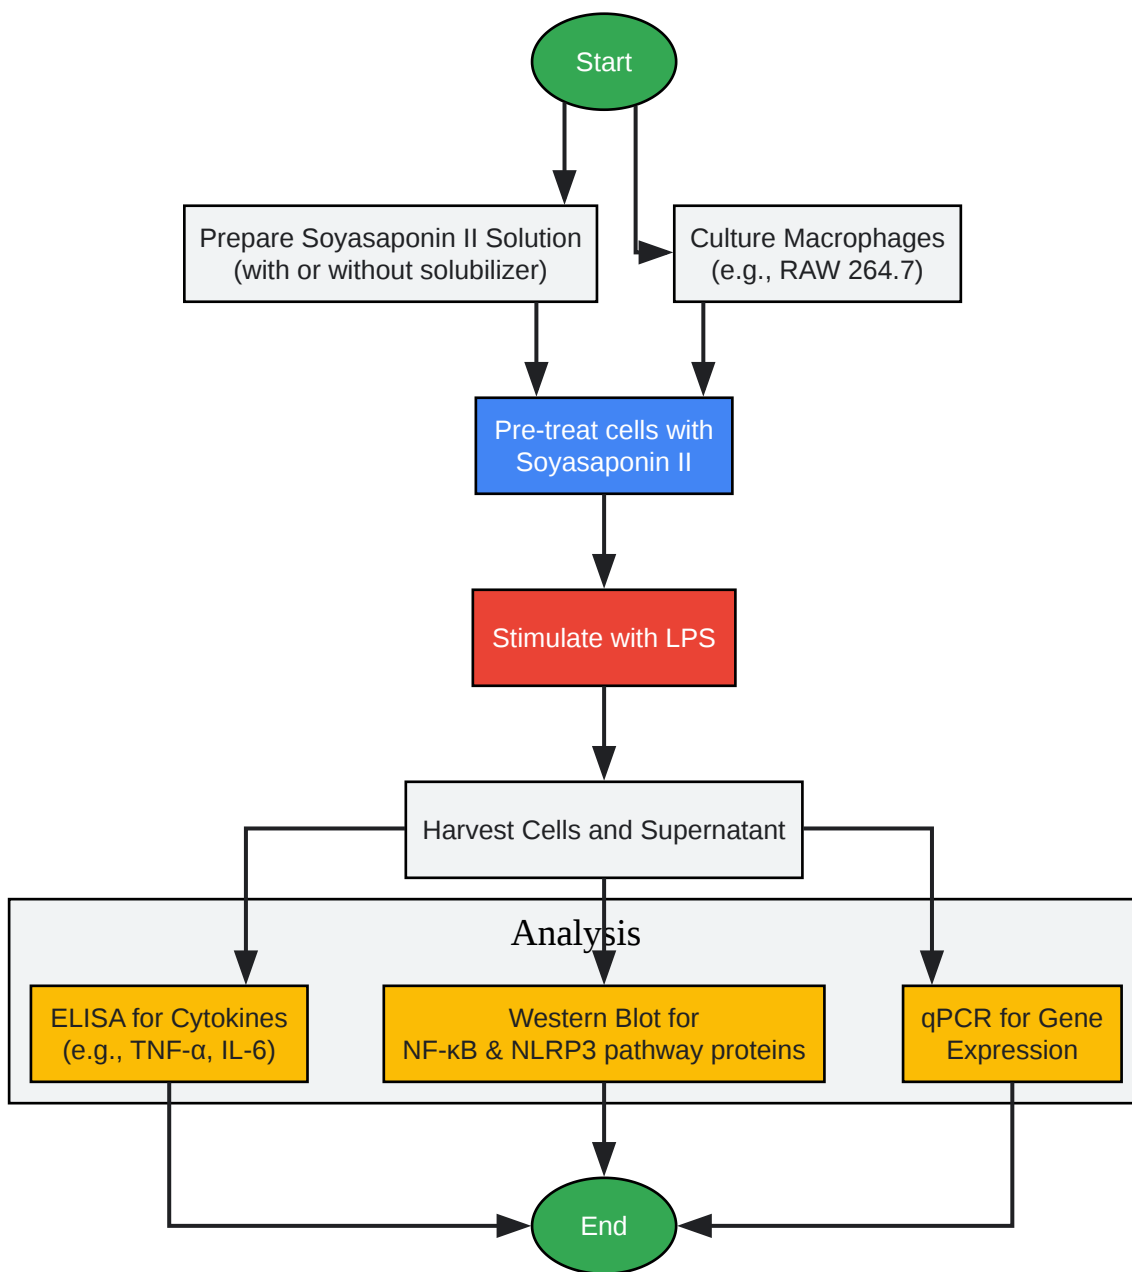 Start
Prepare Soyasaponin II Solution
(with or without solubilizer)
Culture Macrophages
(e.g., RAW 264.7)
Pre-treat cells with
Soyasaponin II
Stimulate with LPS
Harvest Cells and Supernatant
Analysis
ELISA for Cytokines
(e.g., TNF-α, IL-6)
Western Blot for
NF-κB & NLRP3 pathway proteins
qPCR for Gene
Expression
End